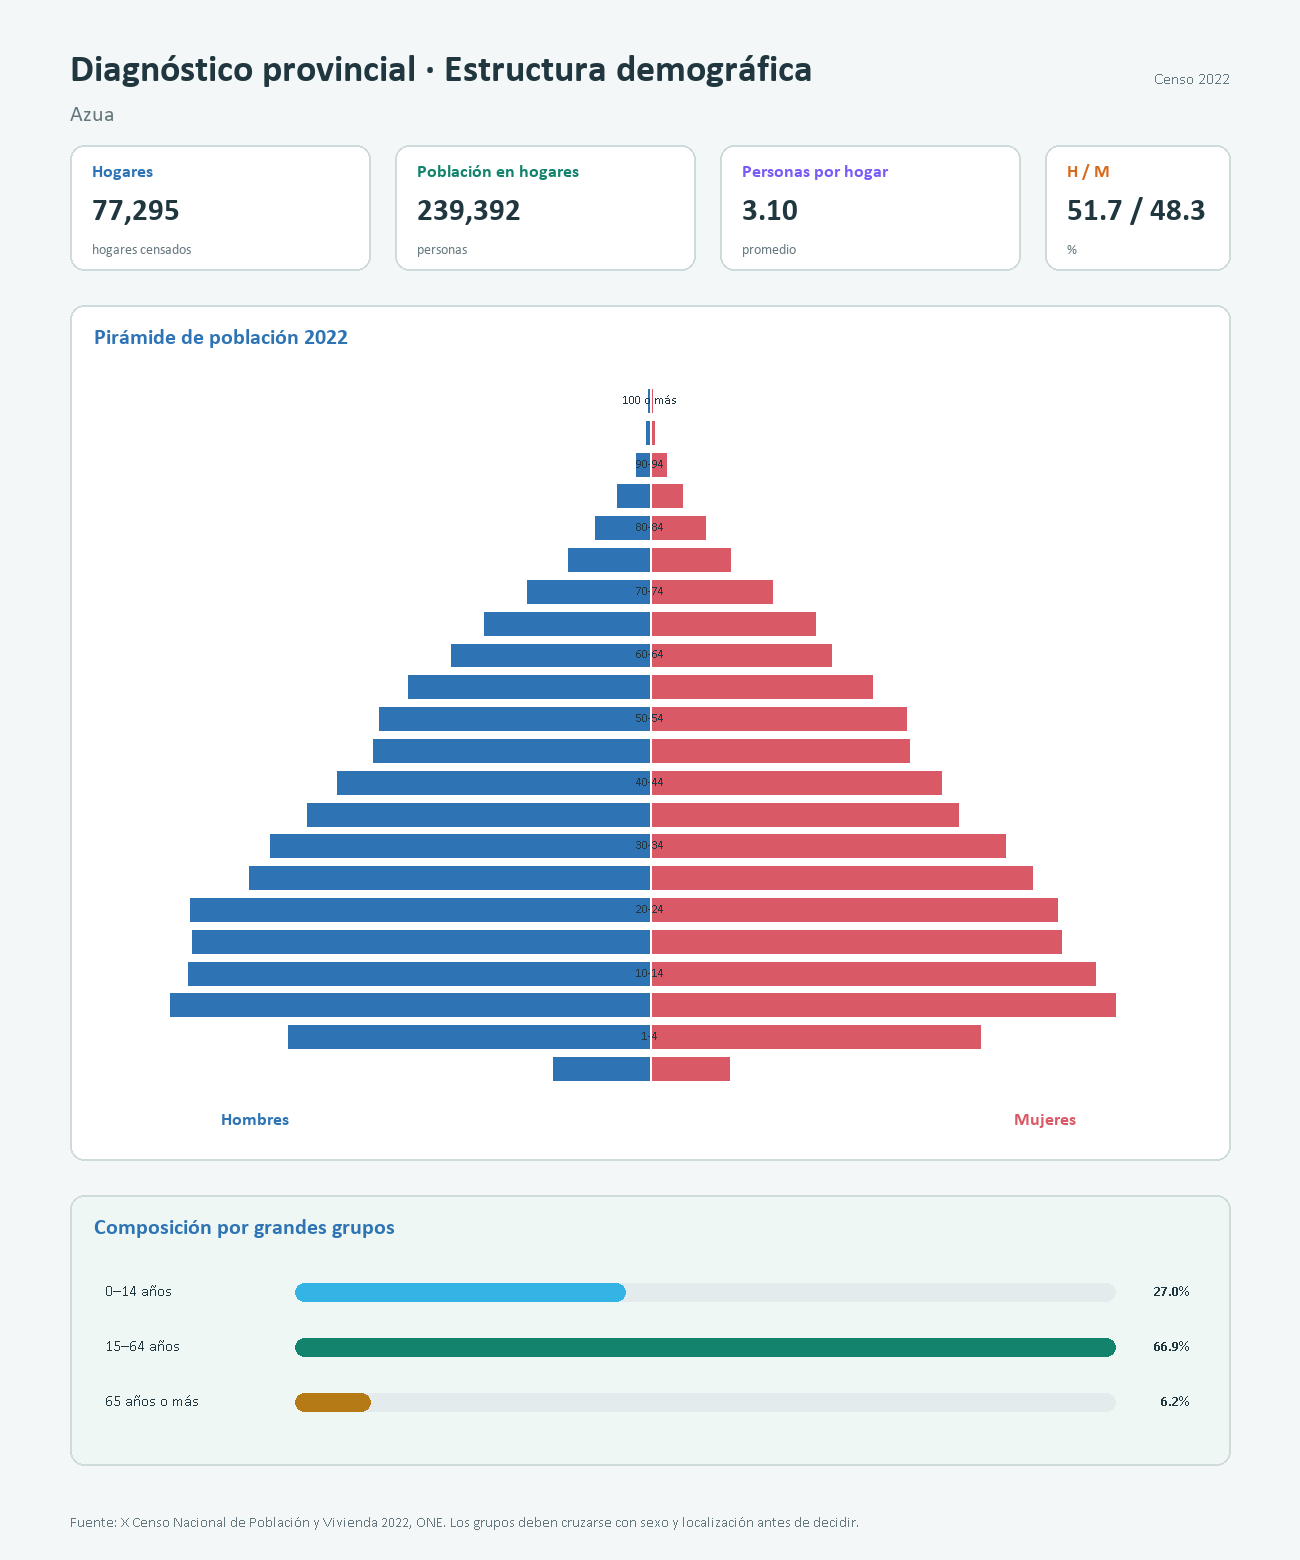 Diagnóstico provincial · Estructura demográfica
Censo 2022
Azua
Hogares
77,295
hogares censados
Población en hogares
239,392
personas
Personas por hogar
3.10
promedio
H / M
51.7 / 48.3
%
Pirámide de población 2022
100 o más
90-94
80-84
70-74
60-64
50-54
40-44
30-34
20-24
10-14
1-4
Hombres
Mujeres
Composición por grandes grupos
0–14 años
27.0%
15–64 años
66.9%
65 años o más
6.2%
Fuente: X Censo Nacional de Población y Vivienda 2022, ONE. Los grupos deben cruzarse con sexo y localización antes de decidir.